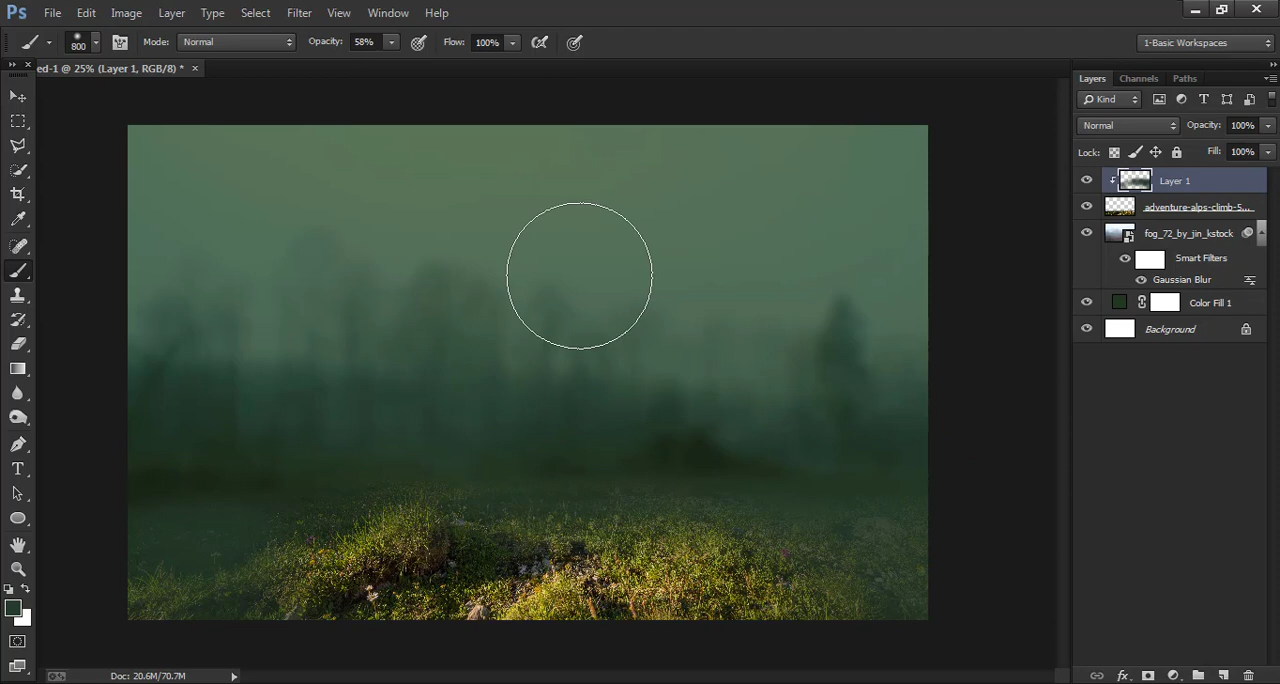 Ps File Edit Image Layer Type Select Filter View Window Help
800 Mode: Normal Opacity: 58% Flow: 100% 1-Basic Workspaces
ed-1 @ 25% (Layer 1, RGB/8) * ×
Layers Channels Paths
Kind T
Normal Opacity: 100%
Lock: Fill: 100%
Layer 1
adventure-alps-climb-5...
fog_72_by_jin_kstock
Smart Filters
Gaussian Blur
Color Fill 1
Background
T
Doc: 20.6M/70.7M
fx